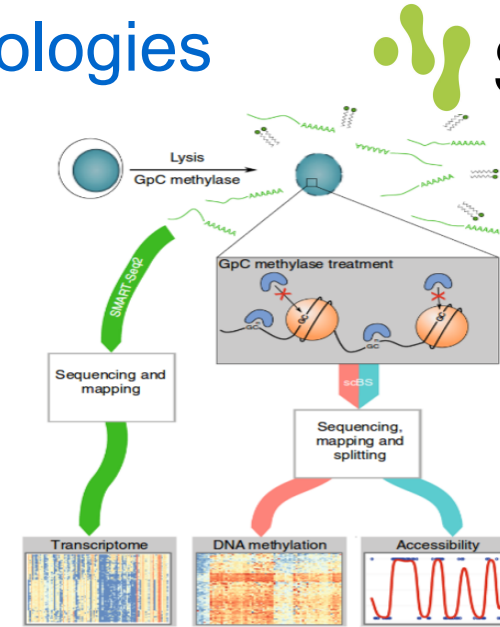 ologies
Lysis
GpC methylase
SMART-Seq2
GpC methylase treatment
GC
GC
GC
GC
scBS
Sequencing and
mapping
Sequencing,
mapping and
splitting
Transcriptome
DNA methylation
Accessibility